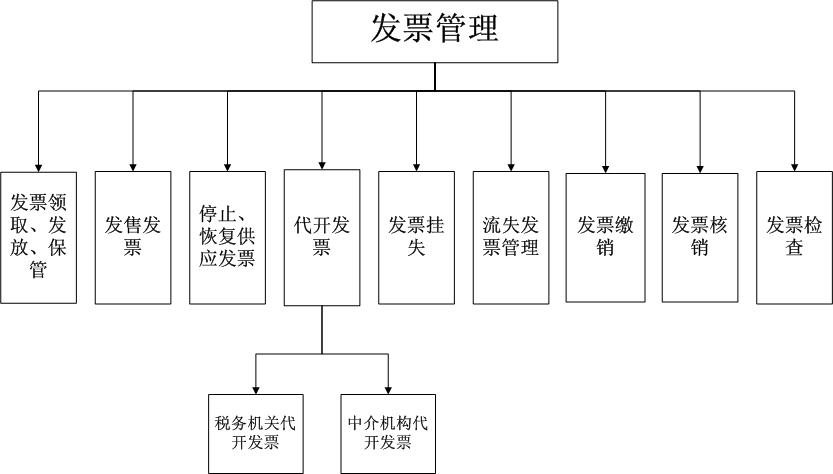 发票管理
发票领
取、发
放、保
管
发售发
票
停止、
恢复供
应发票
代开发
票
发票挂
失
流失发
票管理
发票缴
销
发票核
销
发票检
查
税务机关代
开发票
中介机构代
开发票